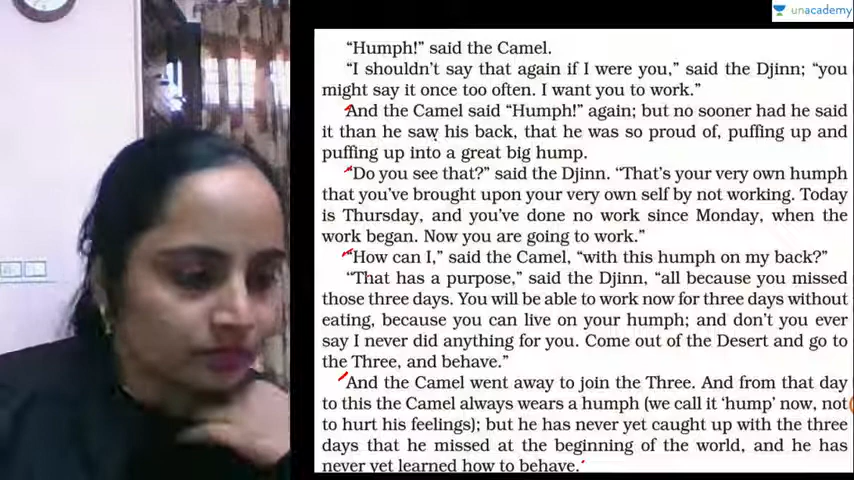 unacademy
“Humph!” said the Camel.
“I shouldn’t say that again if I were you,” said the Djinn; “you
might say it once too often. I want you to work.”
And the Camel said “Humph!” again; but no sooner had he said
it than he saw his back, that he was so proud of, puffing up and
puffing up into a great big hump.
“Do you see that?” said the Djinn. “That’s your very own humph
that you’ve brought upon your very own self by not working. Today
is Thursday, and you’ve done no work since Monday, when the
work began. Now you are going to work.”
“How can I,” said the Camel, “with this humph on my back?”
“That has a purpose,” said the Djinn, “all because you missed
those three days. You will be able to work now for three days without
eating, because you can live on your humph; and don’t you ever
say I never did anything for you. Come out of the Desert and go to
the Three, and behave.”
And the Camel went away to join the Three. And from that day
to this the Camel always wears a humph (we call it ‘hump’ now, not
to hurt his feelings); but he has never yet caught up with the three
days that he missed at the beginning of the world, and he has
never yet learned how to behave.